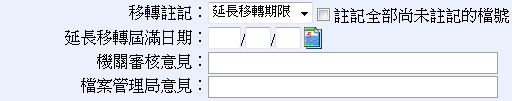 移轉註記： 延長移轉期限 註記全部尚未註記的檔號
延長移轉屆滿日期： / /
機關審核意見：
檔案管理局意見：